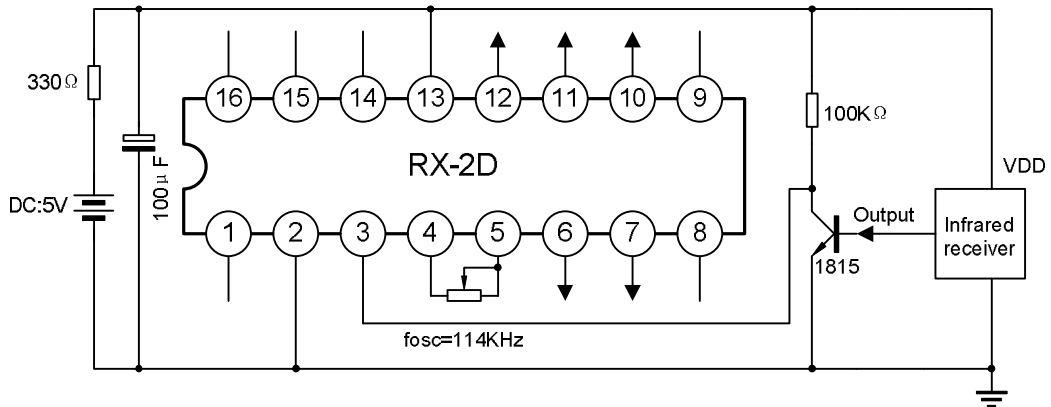 330Ω
16 15 14 13 12 11 10 9
100KΩ
RX-2D
VDD
DC:5V
100μF
1 2 3 4 5 6 7 8
Output
Infrared
receiver
1815
fosc=114KHz